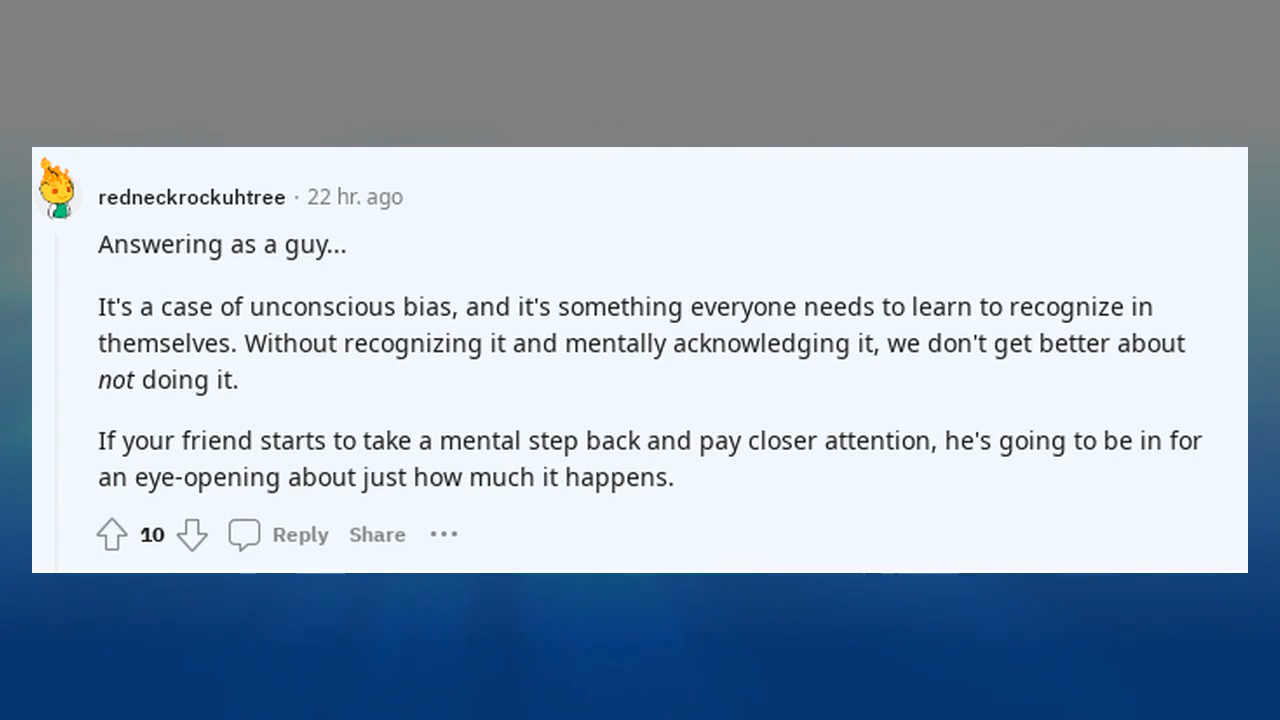 redneckrockuhtree · 22 hr. ago
Answering as a guy...
It's a case of unconscious bias, and it's something everyone needs to learn to recognize in
themselves. Without recognizing it and mentally acknowledging it, we don't get better about
not doing it.
If your friend starts to take a mental step back and pay closer attention, he's going to be in for
an eye-opening about just how much it happens.
10 Reply Share ···